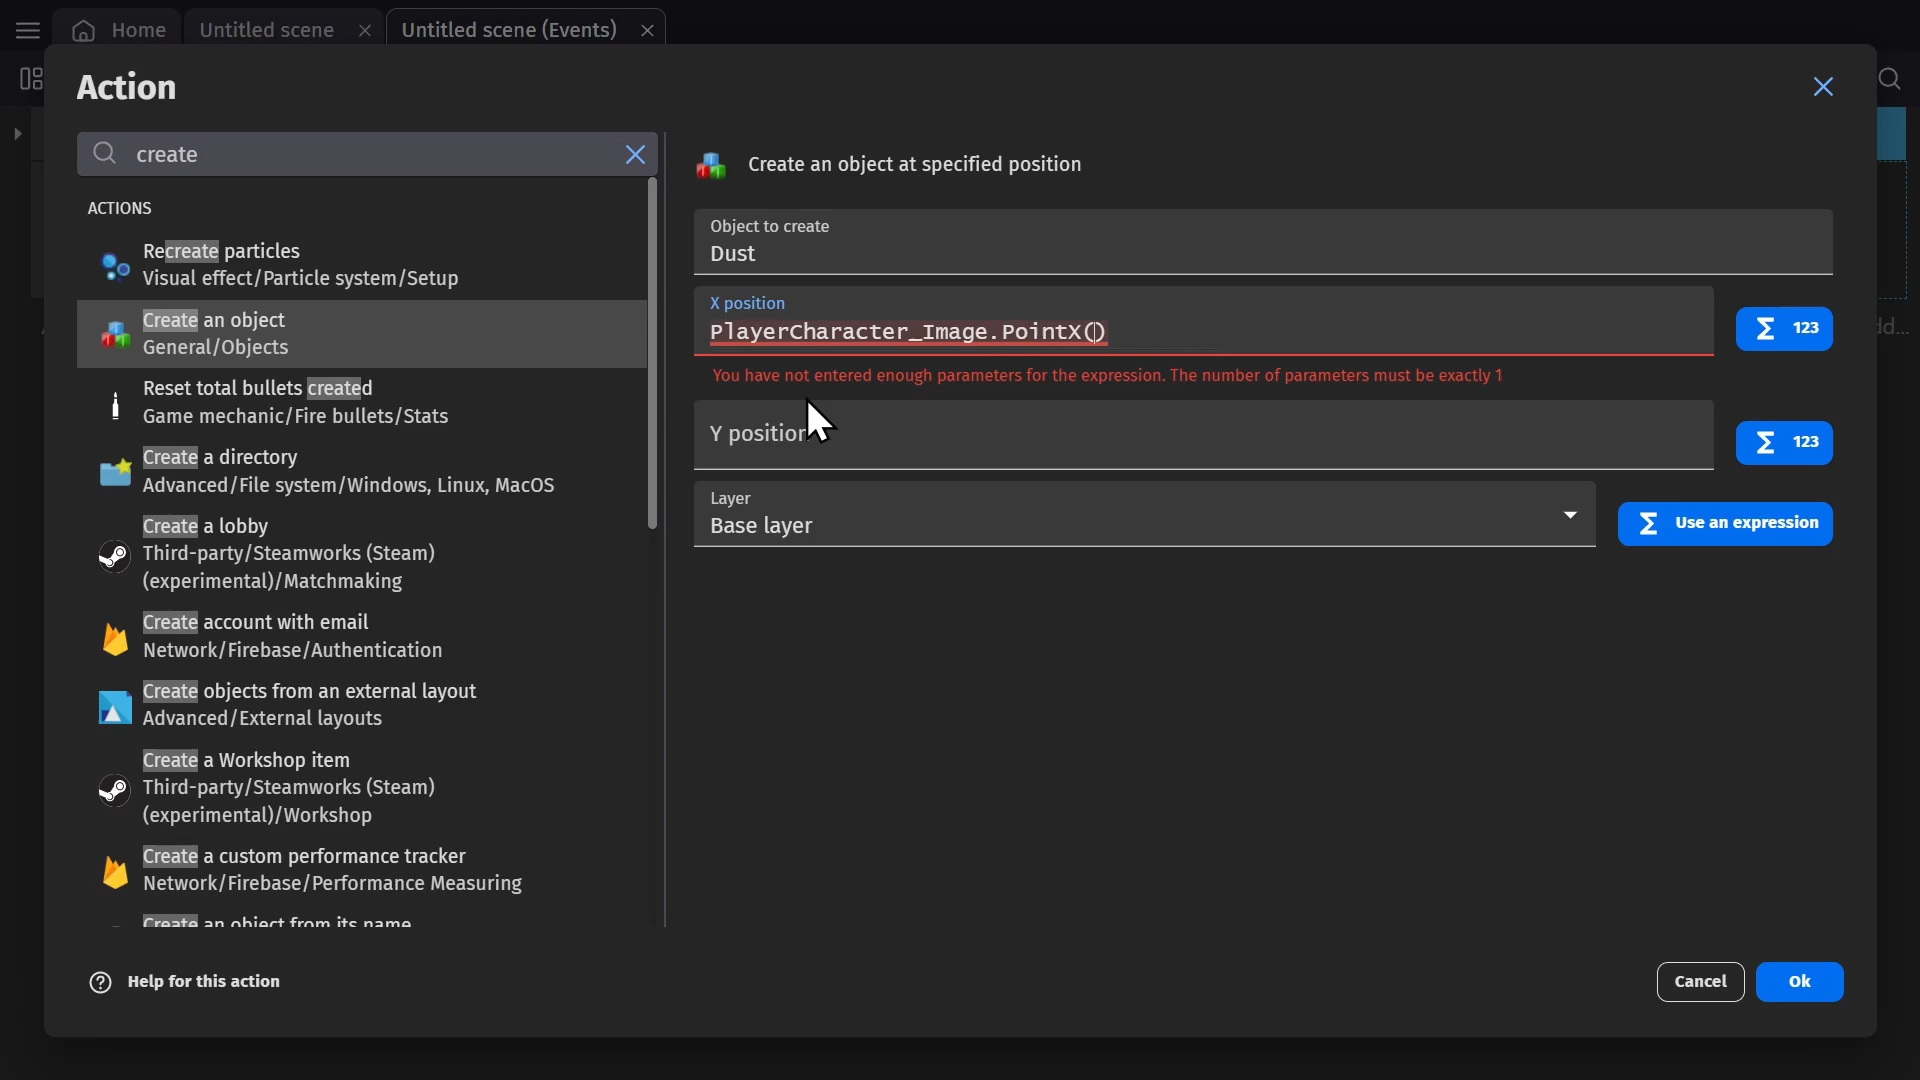 Home
Untitled scene
Untitled scene (Events)
Action
create
ACTIONS
Recreate particles
Visual effect/Particle system/Setup
Create an object
General/Objects
Reset total bullets created
Game mechanic/Fire bullets/Stats
Create a directory
Advanced/File system/Windows, Linux, MacOS
Create a lobby
Third-party/Steamworks (Steam)
(experimental)/Matchmaking
Create account with email
Network/Firebase/Authentication
Create objects from an external layout
Advanced/External layouts
Create a Workshop item
Third-party/Steamworks (Steam)
(experimental)/Workshop
Create a custom performance tracker
Network/Firebase/Performance Measuring
Create an object from its name
Create an object at specified position
Object to create
Dust
X position
PlayerCharacter_Image.PointX()
Σ 123
You have not entered enough parameters for the expression. The number of parameters must be exactly 1
Y position
Σ 123
Layer
Base layer
Σ Use an expression
Help for this action
Cancel
Ok